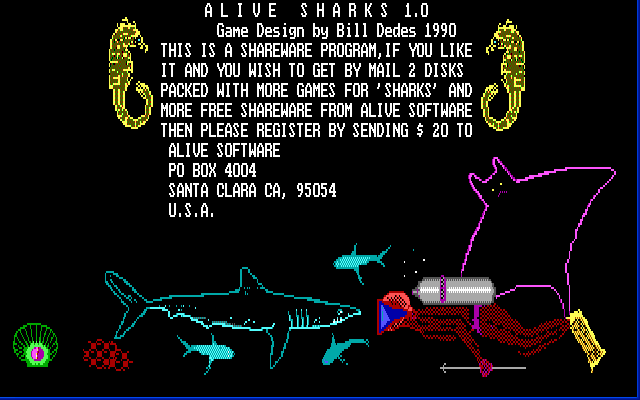 ALIVE SHARKS 1.0
Game Design by Bill Dedes 1990
THIS IS A SHAREWARE PROGRAM,IF YOU LIKE
IT AND YOU WISH TO GET BY MAIL 2 DISKS
PACKED WITH MORE GAMES FOR 'SHARKS' AND
MORE FREE SHAREWARE FROM ALIVE SOFTWARE
THEN PLEASE REGISTER BY SENDING $ 20 TO
ALIVE SOFTWARE
PO BOX 4004
SANTA CLARA CA, 95054
U.S.A.